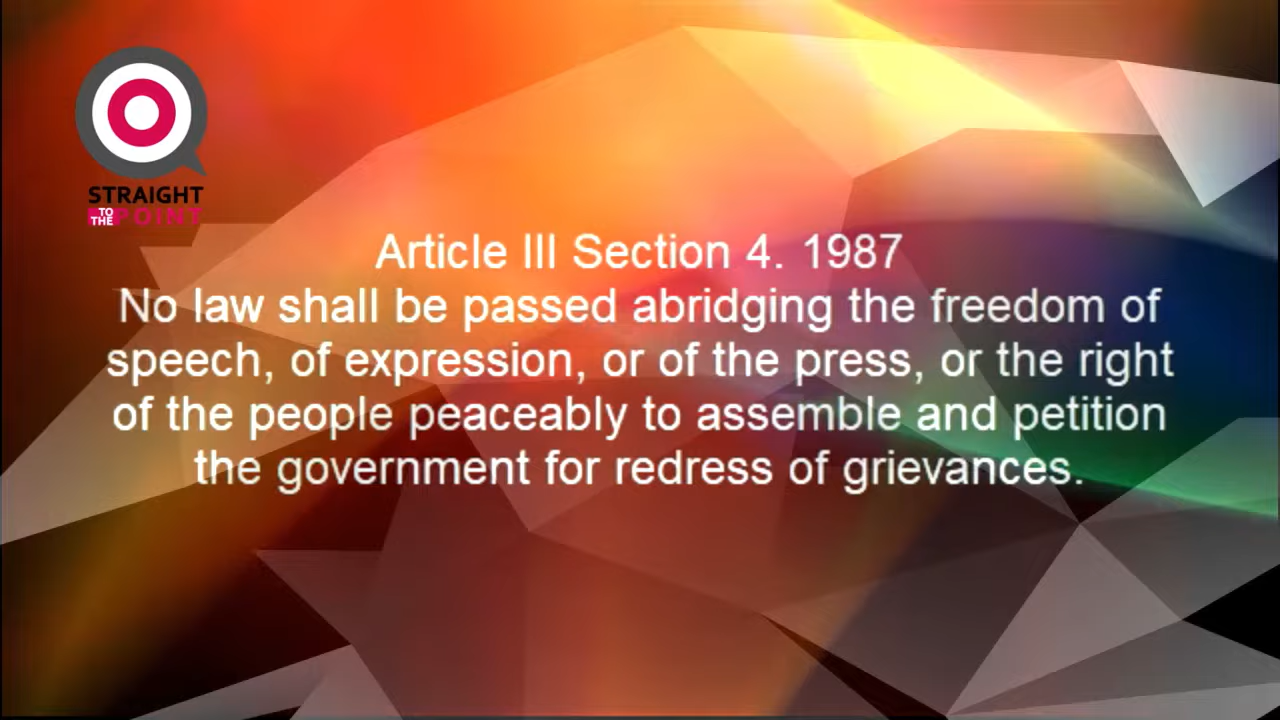 STRAIGHT
TO THE POINT
Article III Section 4. 1987
No law shall be passed abridging the freedom of
speech, of expression, or of the press, or the right
of the people peaceably to assemble and petition
the government for redress of grievances.